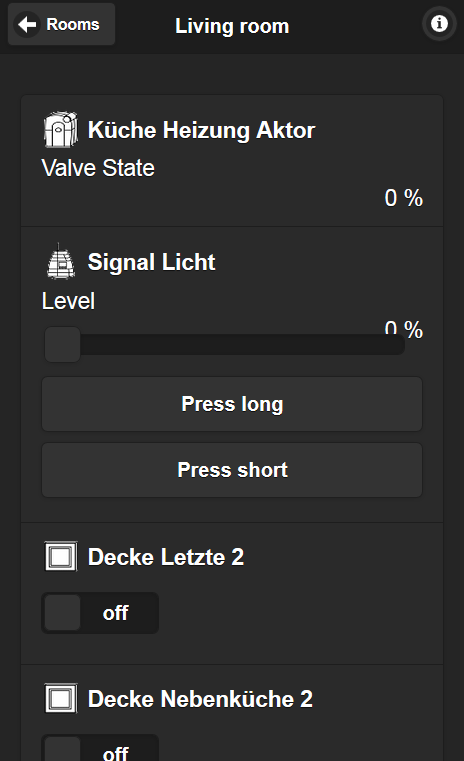 Rooms
Living room
Küche Heizung Aktor
Valve State
0 %
Signal Licht
Level
0 %
Press long
Press short
Decke Letzte 2
off
Decke Nebenküche 2
off